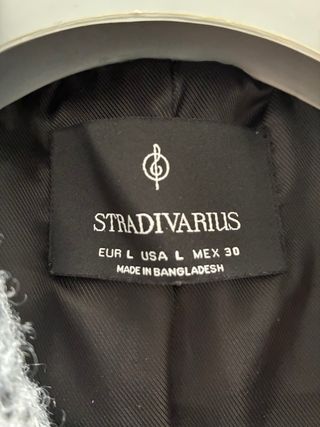 STRADIVARIUS
EUR L USA L MEX 30
MADE IN BANGLADESH